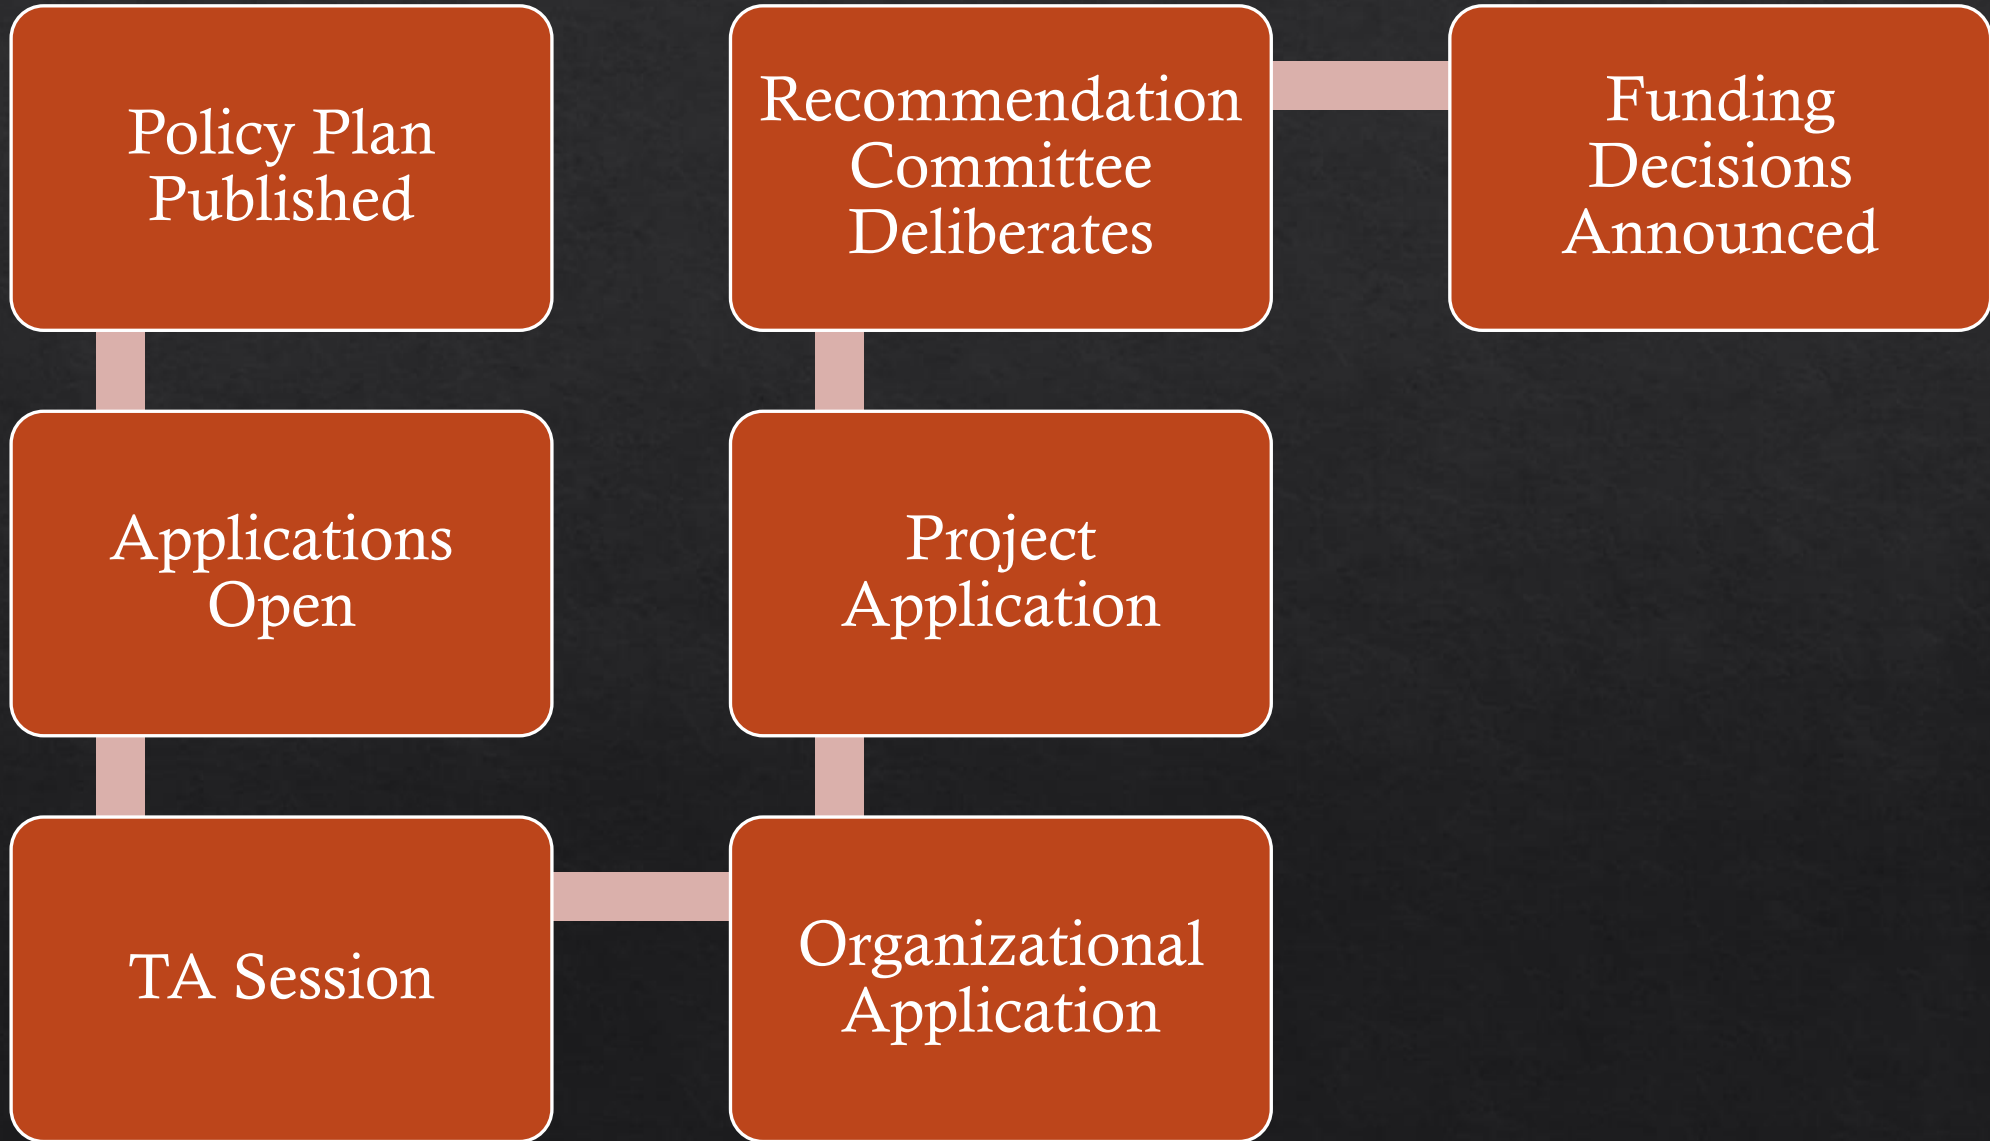 Policy Plan
Published
Applications
Open
TA Session
Organizational
Application
Project
Application
Recommendation
Committee
Deliberates
Funding
Decisions
Announced